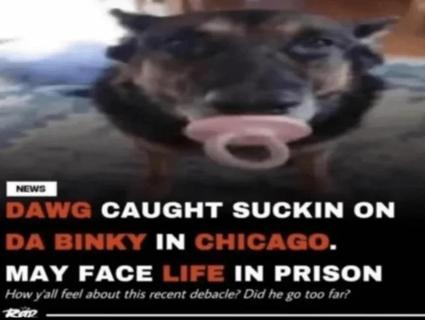 NEWS
DAWG CAUGHT SUCKIN ON
DA BINKY IN CHICAGO.
MAY FACE LIFE IN PRISON
How y'all feel about this recent debacle? Did he go too far?